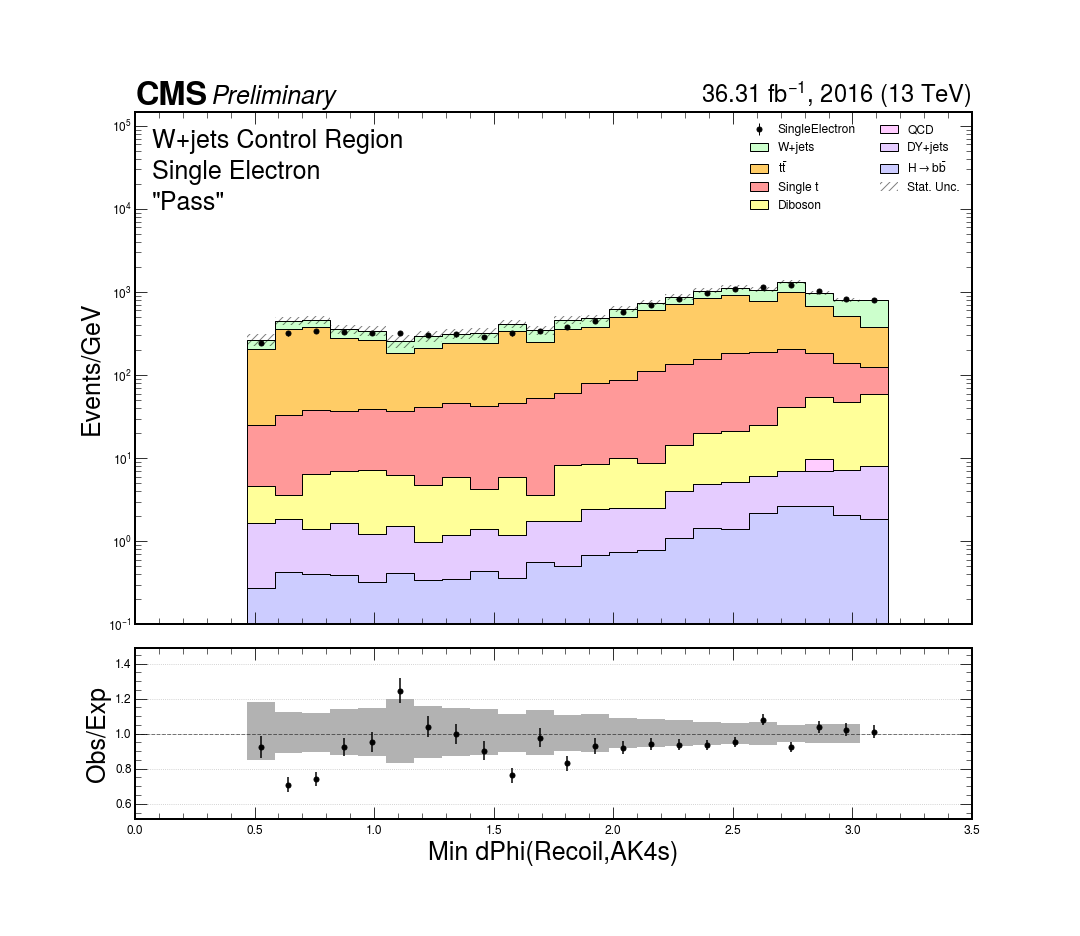 CMS Preliminary
36.31 fb⁻¹, 2016 (13 TeV)
W+jets Control Region
Single Electron
"Pass"
SingleElectron
W+jets
tt̄
Single t
Diboson
QCD
DY+jets
H→bb̄
Stat. Unc.
Events/GeV
10⁵
10⁴
10³
10²
10¹
10⁰
10⁻¹
Obs/Exp
1.4
1.2
1.0
0.8
0.6
0.0 0.5 1.0 1.5 2.0 2.5 3.0 3.5
Min dPhi(Recoil,AK4s)